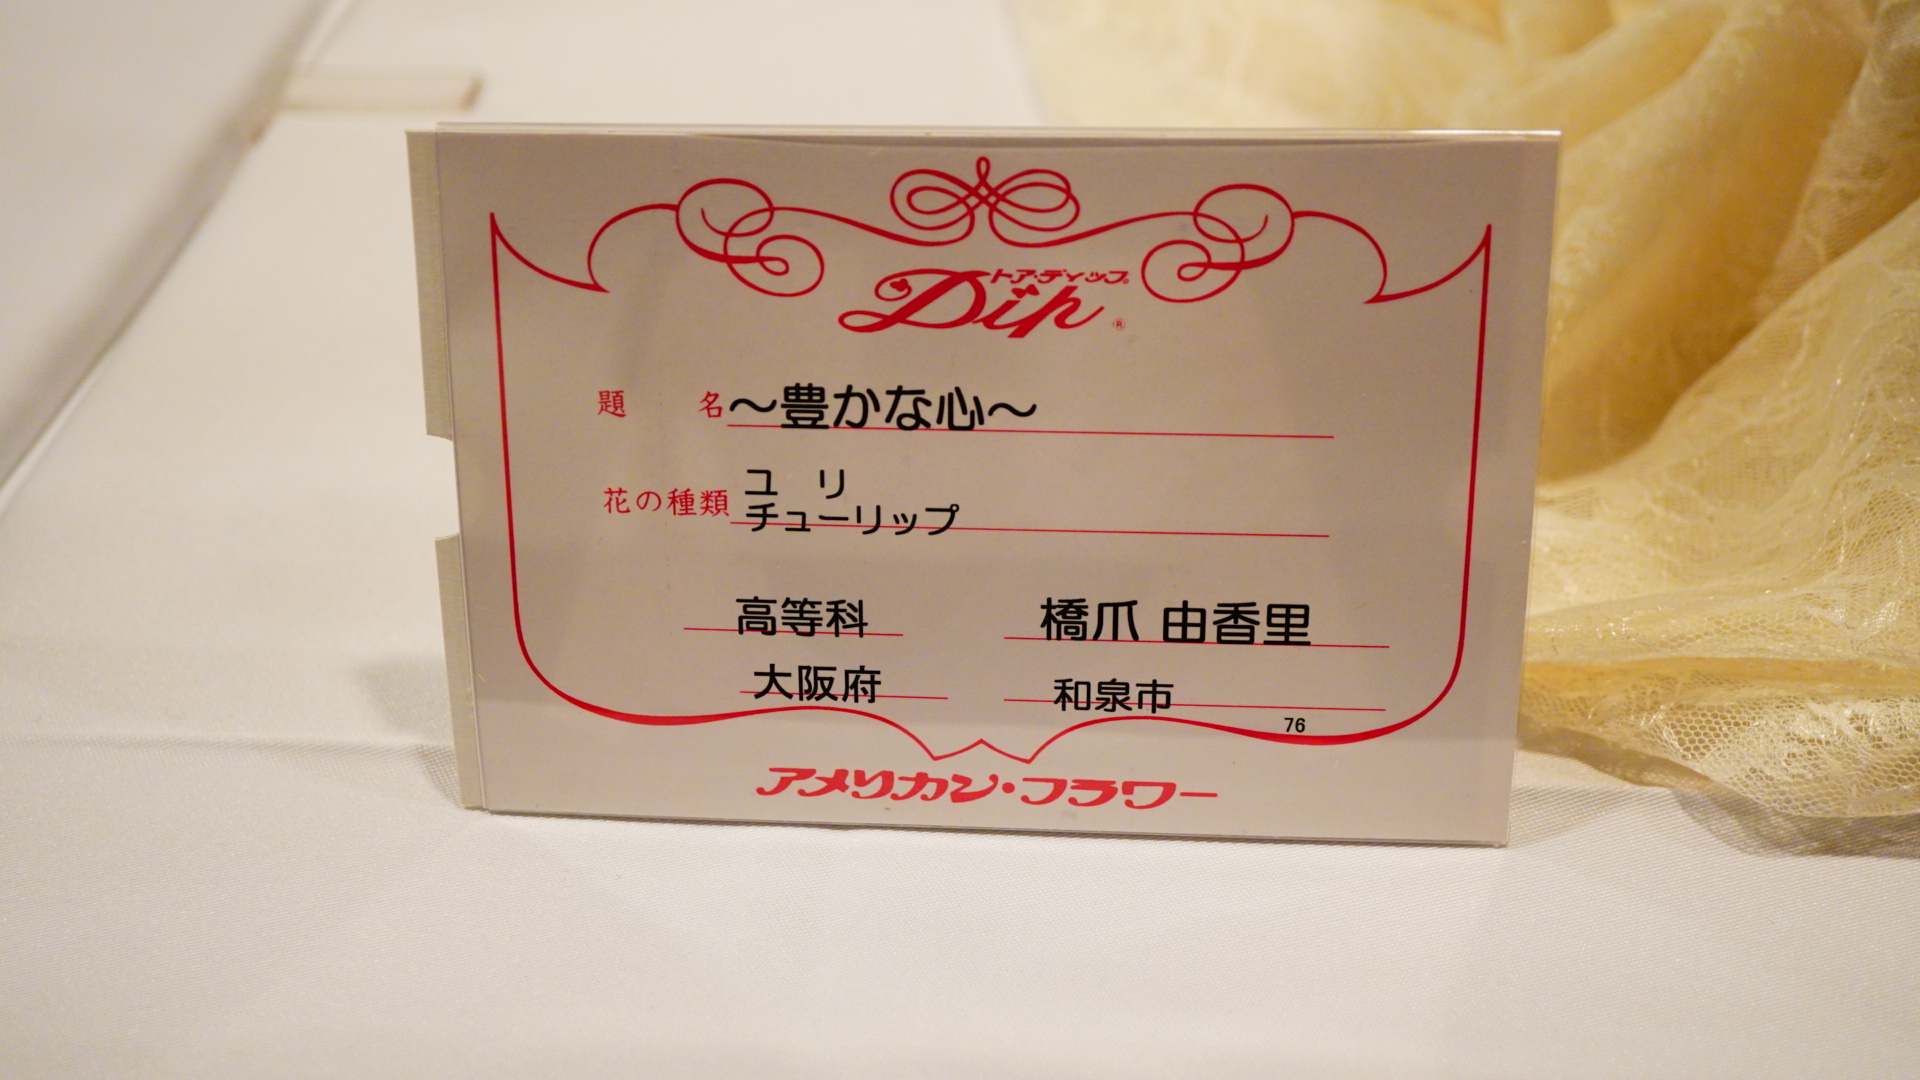 トア・ディップ
Dip ®
題 名 ～豊かな心～
花の種類 ユ リ
チューリップ
高等科 橋爪 由香里
大阪府 和泉市
76
アメリカン・フラワー